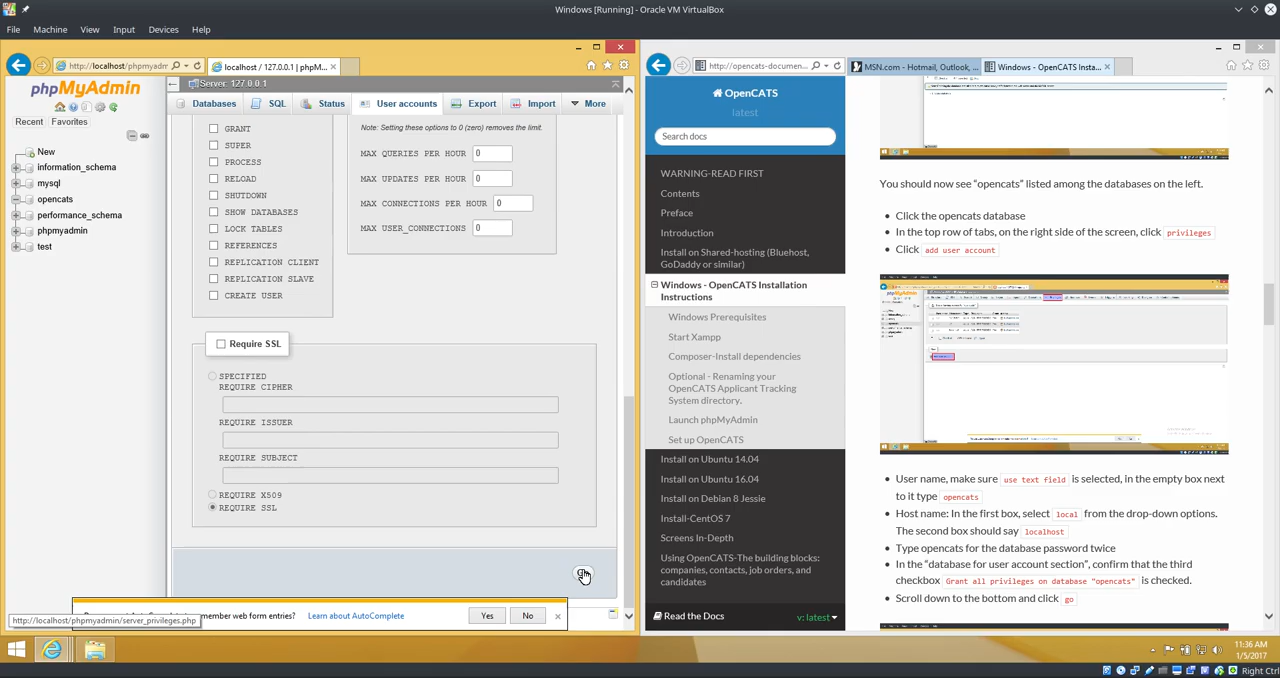 Windows [Running] - Oracle VM VirtualBox
File Machine View Input Devices Help
http://localhost/phpmyadm
localhost / 127.0.0.1 | phpM...
http://opencats-documen...
MSN.com - Hotmail, Outlook, ...
Windows - OpenCATS Insta...
phpMyAdmin
Recent Favorites
New
information_schema
mysql
opencats
performance_schema
phpmyadmin
test
Server: 127.0.0.1
Databases SQL Status User accounts Export Import More
GRANT
SUPER
PROCESS
RELOAD
SHUTDOWN
SHOW DATABASES
LOCK TABLES
REFERENCES
REPLICATION CLIENT
REPLICATION SLAVE
CREATE USER
Note: Setting these options to 0 (zero) removes the limit.
MAX QUERIES PER HOUR 0
MAX UPDATES PER HOUR 0
MAX CONNECTIONS PER HOUR 0
MAX USER_CONNECTIONS 0
Require SSL
SPECIFIED
REQUIRE CIPHER
REQUIRE ISSUER
REQUIRE SUBJECT
REQUIRE X509
REQUIRE SSL
member web form entries? Learn about AutoComplete Yes No
http://localhost/phpmyadmin/server_privileges.php
OpenCATS
latest
Search docs
WARNING-READ FIRST
Contents
Preface
Introduction
Install on Shared-hosting (Bluehost,
GoDaddy or similar)
Windows - OpenCATS Installation
Instructions
Windows Prerequisites
Start Xampp
Composer-Install dependencies
Optional - Renaming your
OpenCATS Applicant Tracking
System directory.
Launch phpMyAdmin
Set up OpenCATS
Install on Ubuntu 14.04
Install on Ubuntu 16.04
Install on Debian 8 Jessie
Install-CentOS 7
Screens In-Depth
Using OpenCATS-The building blocks:
companies, contacts, job orders, and
candidates
Read the Docs v: latest
You should now see "opencats" listed among the databases on the left.
Click the opencats database
In the top row of tabs, on the right side of the screen, click privileges
Click add user account
User name, make sure use text field is selected, in the empty box next
to it type opencats
Host name: In the first box, select local from the drop-down options.
The second box should say localhost
Type opencats for the database password twice
In the "database for user account section", confirm that the third
checkbox Grant all privileges on database "opencats" is checked.
Scroll down to the bottom and click go
11:36 AM
1/5/2017
Right Ctrl